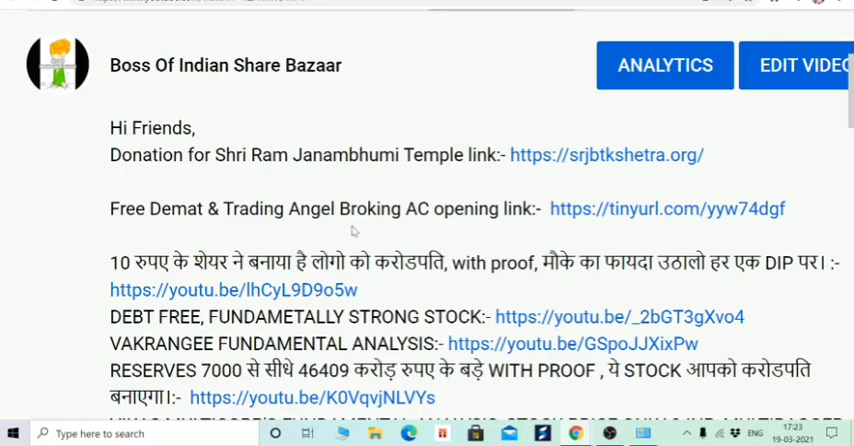 Boss Of Indian Share Bazaar
ANALYTICS
EDIT VIDEO
Hi Friends,
Donation for Shri Ram Janambhumi Temple link:- https://srjbtkshetra.org/
Free Demat & Trading Angel Broking AC opening link:- https://tinyurl.com/yyw74dgf
10 रुपए के शेयर ने बनाया है लोगो को करोडपति, with proof, मौके का फायदा उठालो हर एक DIP पर। :-
https://youtu.be/lhCyL9D9o5w
DEBT FREE, FUNDAMETALLY STRONG STOCK:- https://youtu.be/_2bGT3gXvo4
VAKRANGEE FUNDAMENTAL ANALYSIS:- https://youtu.be/GSpoJJXixPw
RESERVES 7000 से सीधे 46409 करोड़ रुपए के बड़े WITH PROOF , ये STOCK आपको करोडपति
बनाएगा।:- https://youtu.be/K0VqvjNLVYs
Type here to search
ENG
17:23
19-03-2021